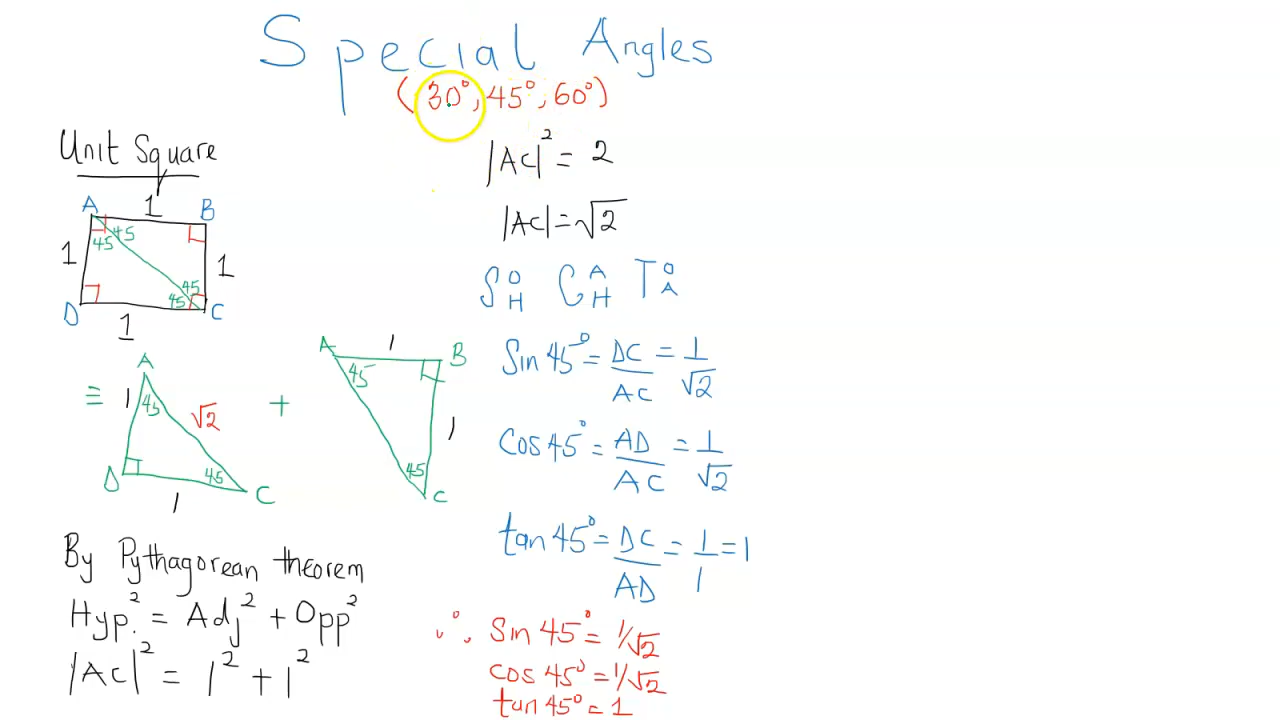 Special Angles
(30°, 45°, 60°)
Unit Square
A 1 B
45 45
1 1
45 45
D 1 C
|AC|² = 2
|AC| = √2
S O/H C A/H T O/A
A
1 45 √2
D 45 C
1
≡ +
A 1 B
45
1
45
C
Sin 45° = DC/AC = 1/√2
Cos 45° = AD/AC = 1/√2
tan 45° = DC/AD = 1/1 = 1
By Pythagorean theorem
Hyp.² = Adj² + Opp²
|AC|² = 1² + 1²
∴ Sin 45° = 1/√2
cos 45° = 1/√2
tan 45° = 1